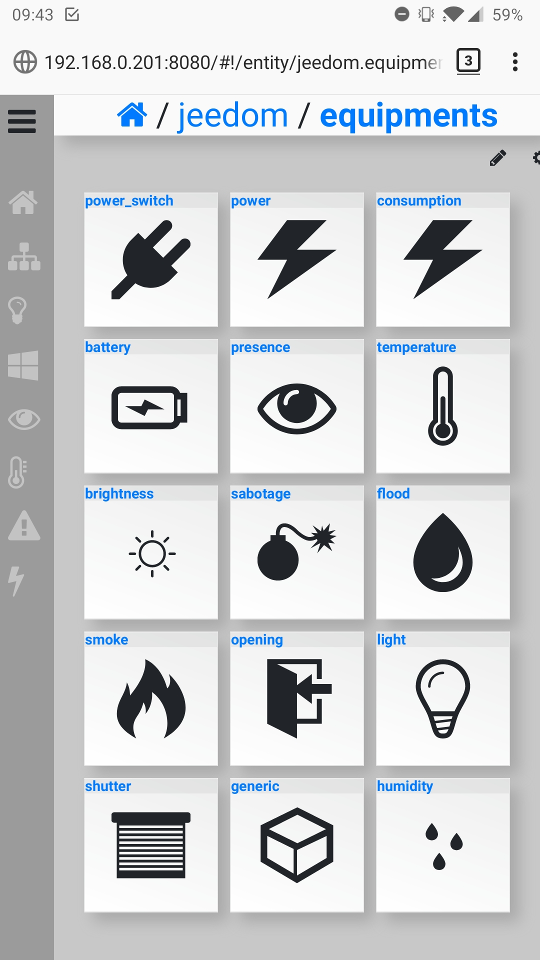 09:43
59%
192.168.0.201:8080/#!/entity/jeedom.equipmen
3
/ jeedom / equipments
power_switch
power
consumption
battery
presence
temperature
brightness
sabotage
flood
smoke
opening
light
shutter
generic
humidity